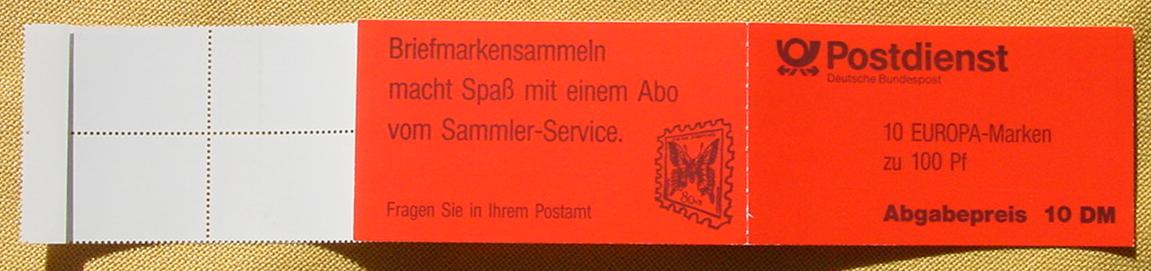 Briefmarkensammeln
macht Spaß mit einem Abo
vom Sammler-Service.
80
Fragen Sie in Ihrem Postamt
Postdienst
Deutsche Bundespost
10 EUROPA-Marken
zu 100 Pf
Abgabepreis 10 DM